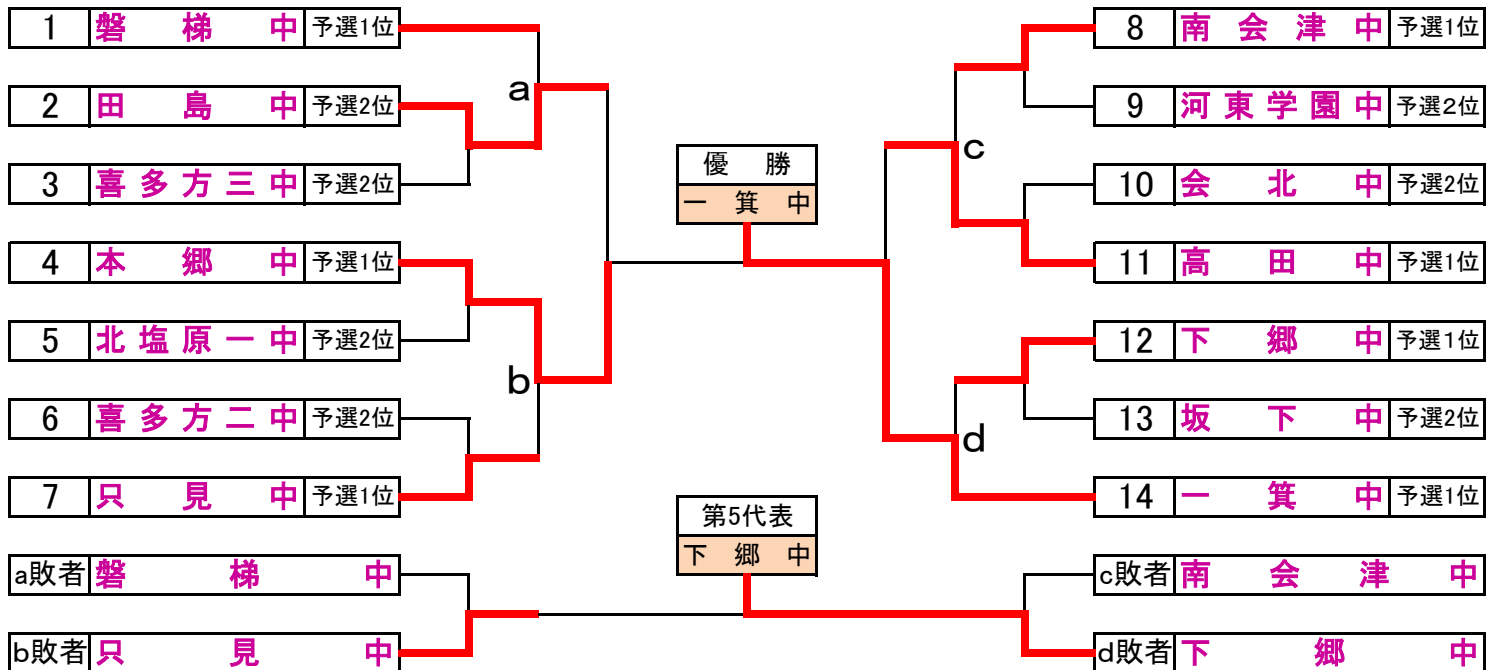 1 磐梯中 予選1位
2 田島中 予選2位
3 喜多方三中 予選2位
4 本郷中 予選1位
5 北塩原一中 予選2位
6 喜多方二中 予選2位
7 只見中 予選1位
a敗者 磐梯中
b敗者 只見中
a
b
優勝
一箕中
第5代表
下郷中
c
d
8 南会津中 予選1位
9 河東学園中 予選2位
10 会北中 予選2位
11 高田中 予選1位
12 下郷中 予選1位
13 坂下中 予選2位
14 一箕中 予選1位
c敗者 南会津中
d敗者 下郷中